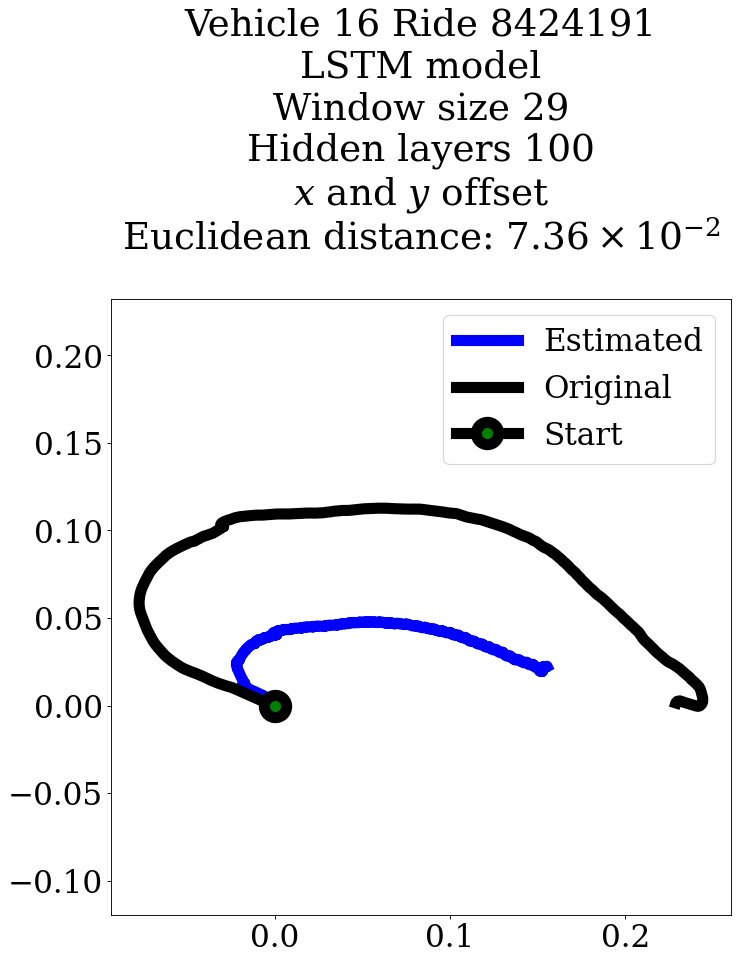 Vehicle 16 Ride 8424191
LSTM model
Window size 29
Hidden layers 100
x and y offset
Euclidean distance: 7.36 × 10⁻²
Estimated
Original
Start
0.20
0.15
0.10
0.05
0.00
−0.05
−0.10
0.0 0.1 0.2